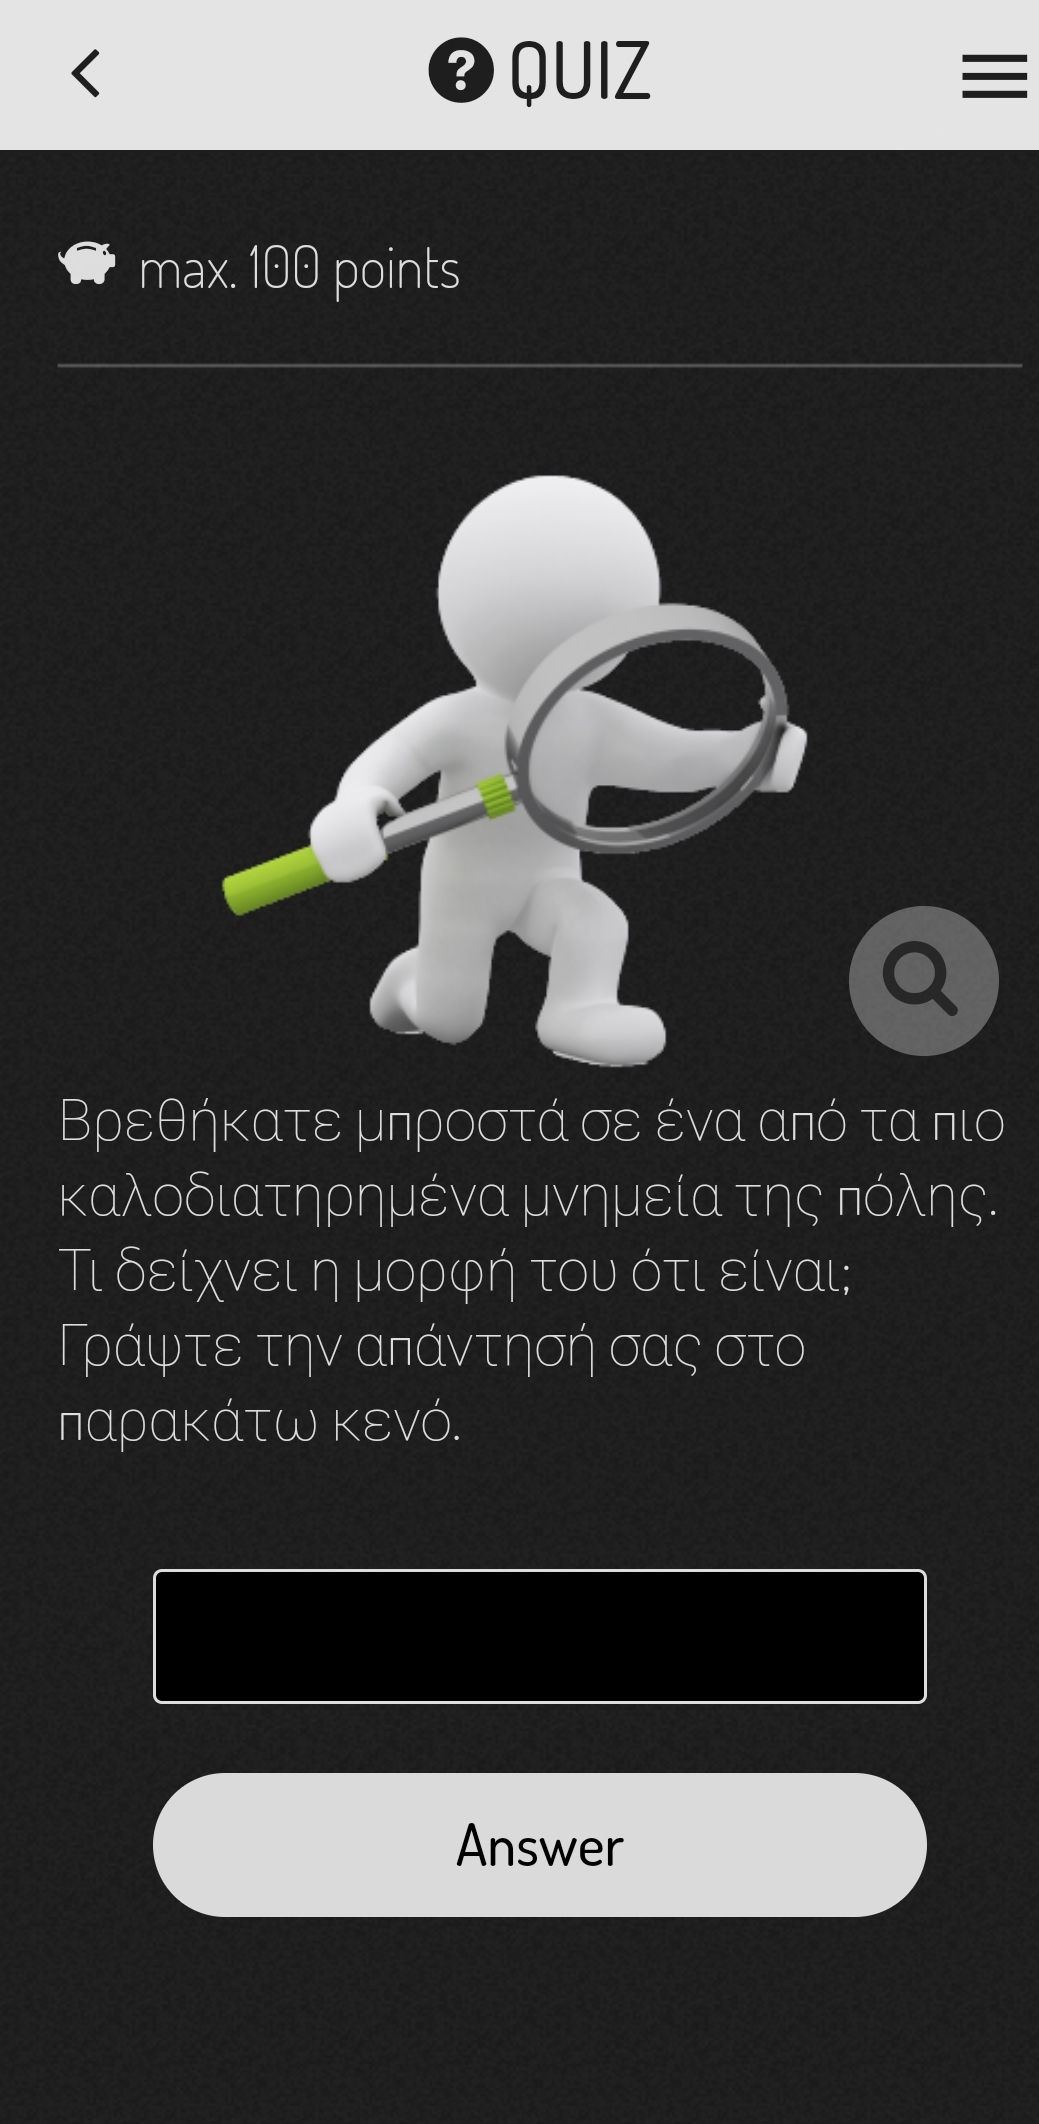 QUIZ
max. 100 points
Βρεθήκατε μπροστά σε ένα από τα πιο
καλοδιατηρημένα μνημεία της πόλης.
Τι δείχνει η μορφή του ότι είναι;
Γράψτε την απάντησή σας στο
παρακάτω κενό.
Answer